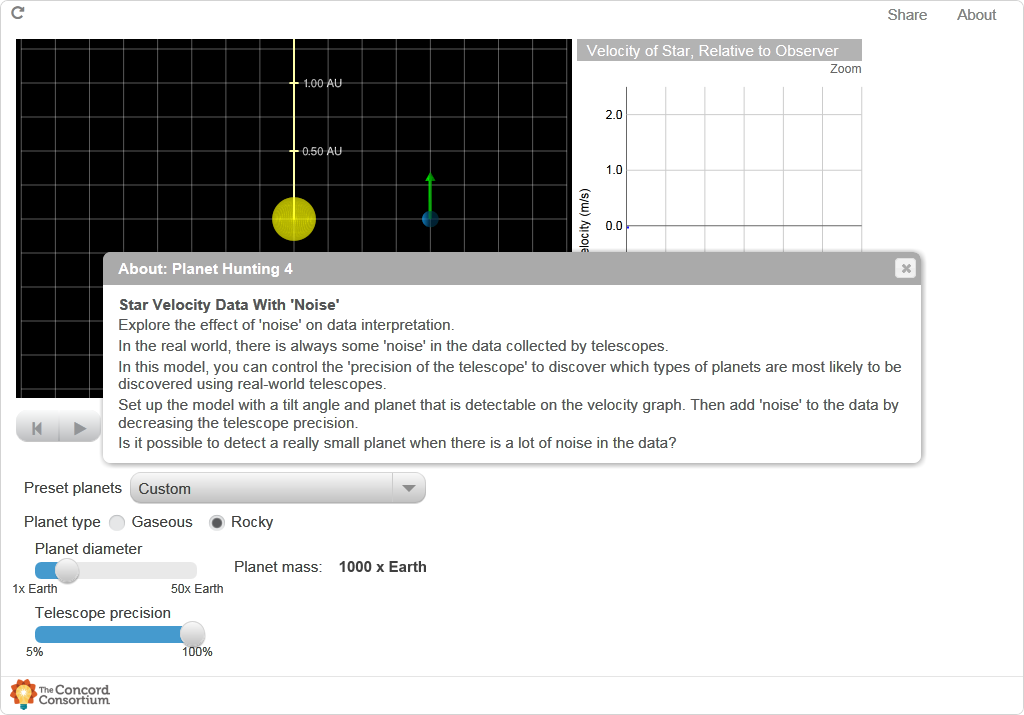 Share About
Velocity of Star, Relative to Observer
Zoom
1.00 AU
0.50 AU
2.0
1.0
0.0
elocity (m/s)
About: Planet Hunting 4
Star Velocity Data With 'Noise'
Explore the effect of 'noise' on data interpretation.
In the real world, there is always some 'noise' in the data collected by telescopes.
In this model, you can control the 'precision of the telescope' to discover which types of planets are most likely to be
discovered using real-world telescopes.
Set up the model with a tilt angle and planet that is detectable on the velocity graph. Then add 'noise' to the data by
decreasing the telescope precision.
Is it possible to detect a really small planet when there is a lot of noise in the data?
Preset planets Custom
Planet type Gaseous Rocky
Planet diameter
Planet mass: 1000 x Earth
1x Earth 50x Earth
Telescope precision
5% 100%
The Concord
Consortium